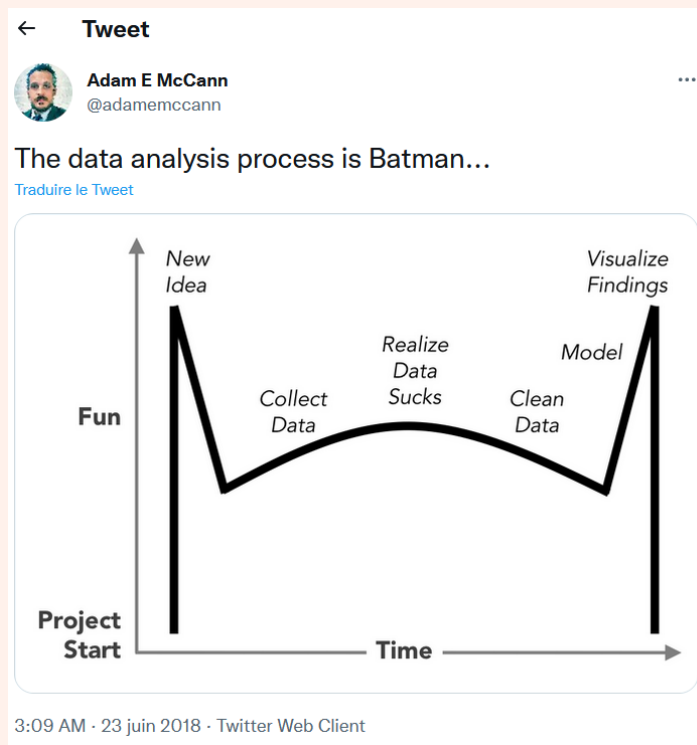 Tweet
Adam E McCann
@adamemccann
The data analysis process is Batman...
Traduire le Tweet
New
Idea
Visualize
Findings
Realize
Data
Sucks
Model
Collect
Data
Clean
Data
Fun
Project
Start
Time
3:09 AM · 23 juin 2018 · Twitter Web Client